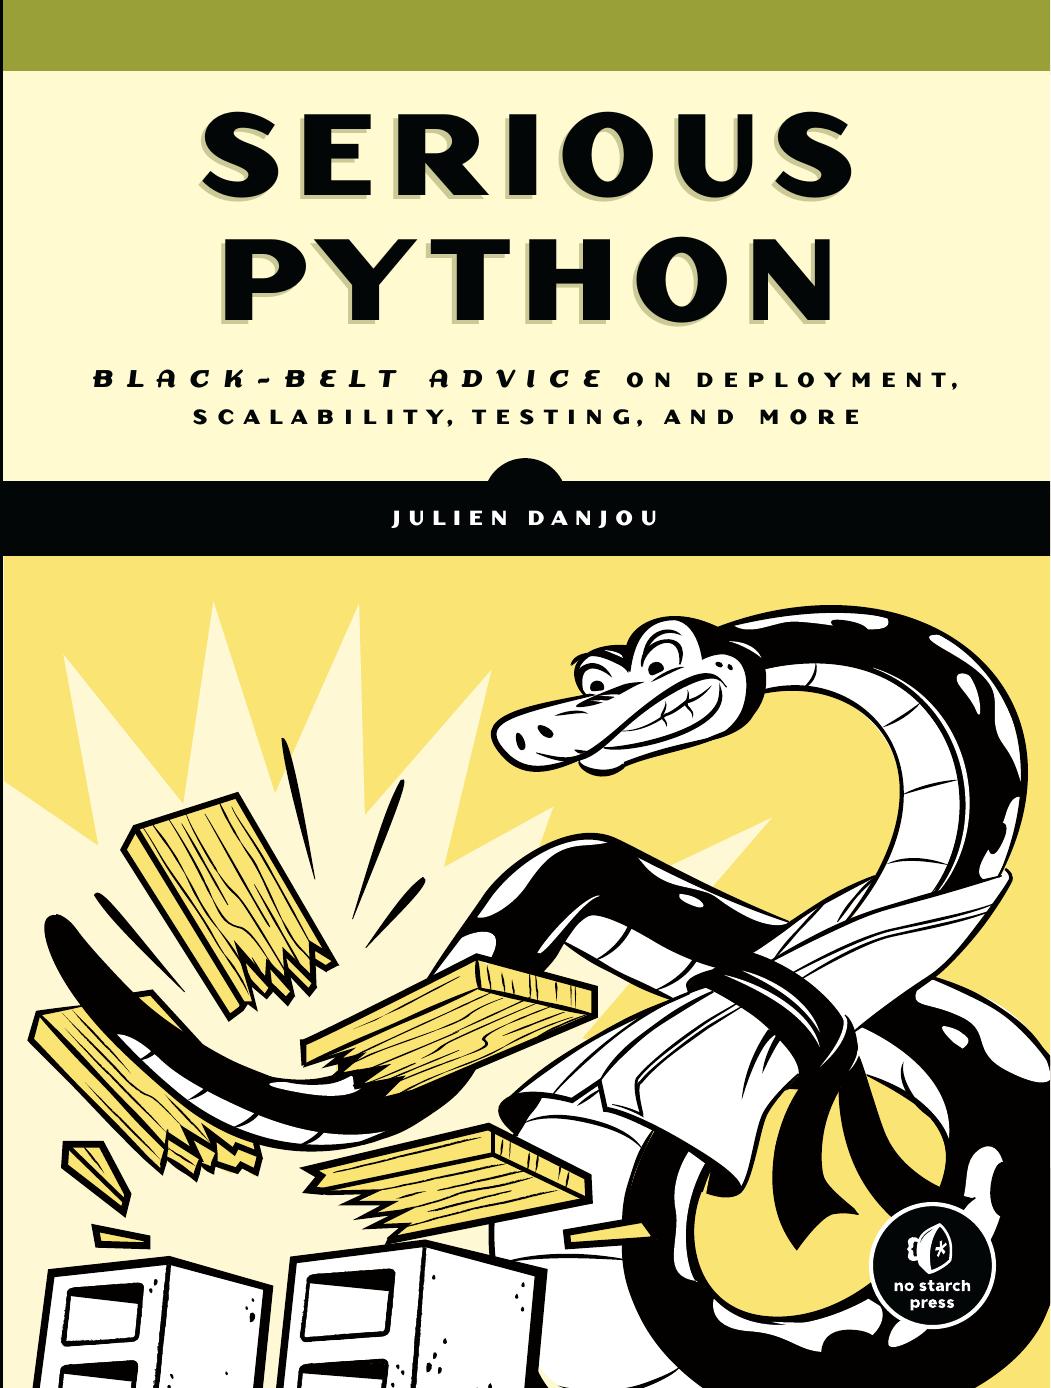 SERIOUS
PYTHON
BLACK-BELT ADVICE ON DEPLOYMENT,
SCALABILITY, TESTING, AND MORE
JULIEN DANJOU
no starch
press